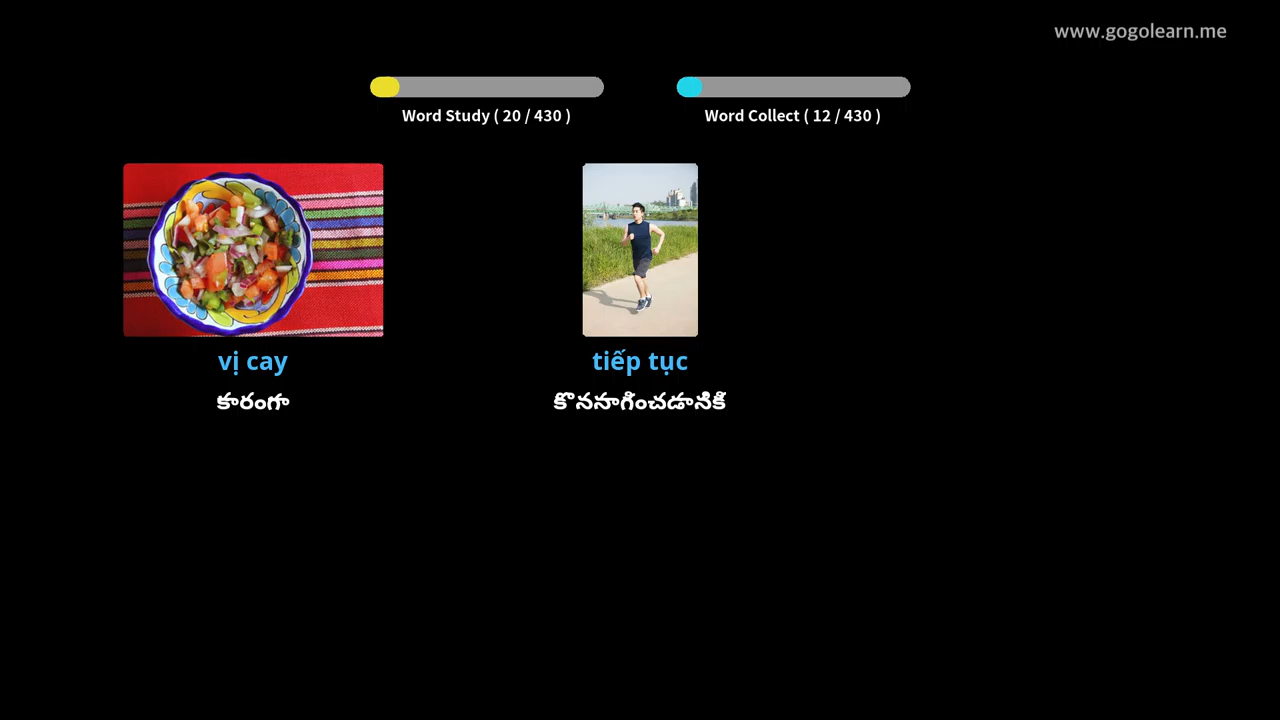 www.gogolearn.me
Word Study ( 20 / 430 )
Word Collect ( 12 / 430 )
vị cay
కారంగా
tiếp tục
కొనసాగించడానికి